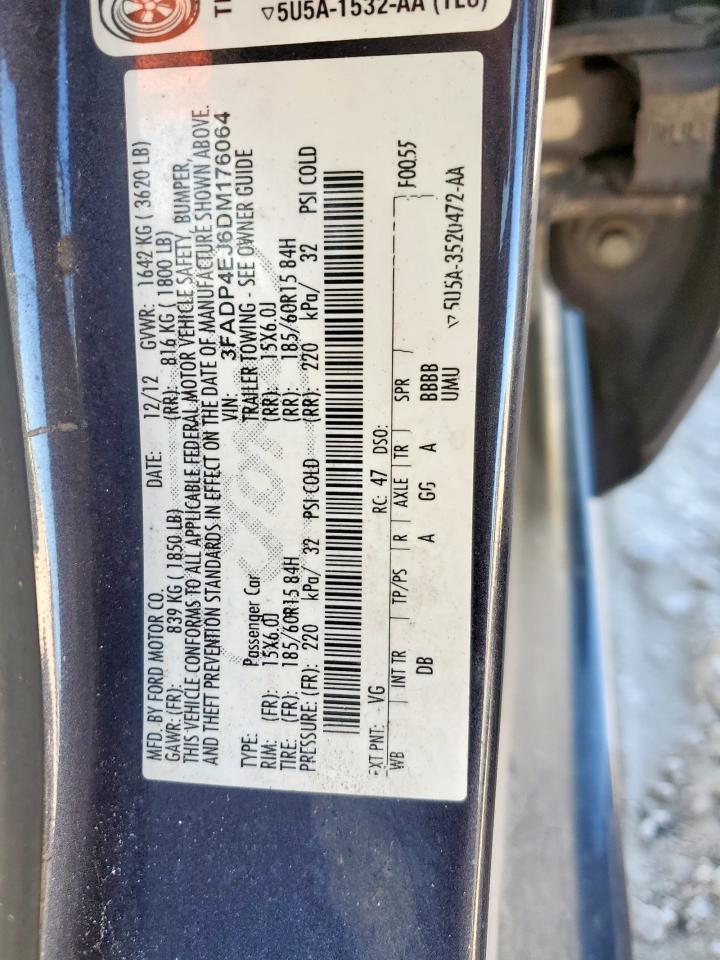 ▽5U5A-1532-AA (TEU)
MFD. BY FORD MOTOR CO. DATE: 12/12 GVWR: 1642 KG ( 3620 LB)
GAWR: (FR): 839 KG ( 1850 LB) (RR): 816 KG ( 1800 LB)
THIS VEHICLE CONFORMS TO ALL APPLICABLE FEDERAL MOTOR VEHICLE SAFETY, BUMPER,
AND THEFT PREVENTION STANDARDS IN EFFECT ON THE DATE OF MANUFACTURE SHOWN ABOVE.
VIN: 3FADP4EJ6DM176064
TYPE: Passenger Car TRAILER TOWING - SEE OWNER GUIDE
RIM: (FR): 15X6.0J (RR): 15X6.0J
TIRE: (FR): 185/60R15 84H (RR): 185/60R15 84H
PRESSURE: (FR): 220 kPa/ 32 PSI COLD (RR): 220 kPa/ 32 PSI COLD
EXT PNT: VG RC: 47 DSO: F0055
WB INT TR TP/PS R AXLE TR SPR
DB A GG A BBBB
UMU ▽5U5A-3520472-AA